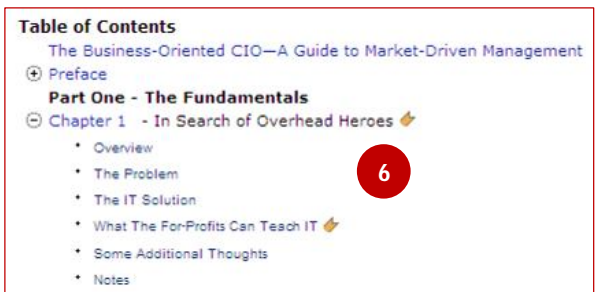 Table of Contents
The Business-Oriented CIO—A Guide to Market-Driven Management
Preface
Part One - The Fundamentals
Chapter 1 - In Search of Overhead Heroes
Overview
The Problem
The IT Solution
6
What The For-Profits Can Teach IT
Some Additional Thoughts
Notes